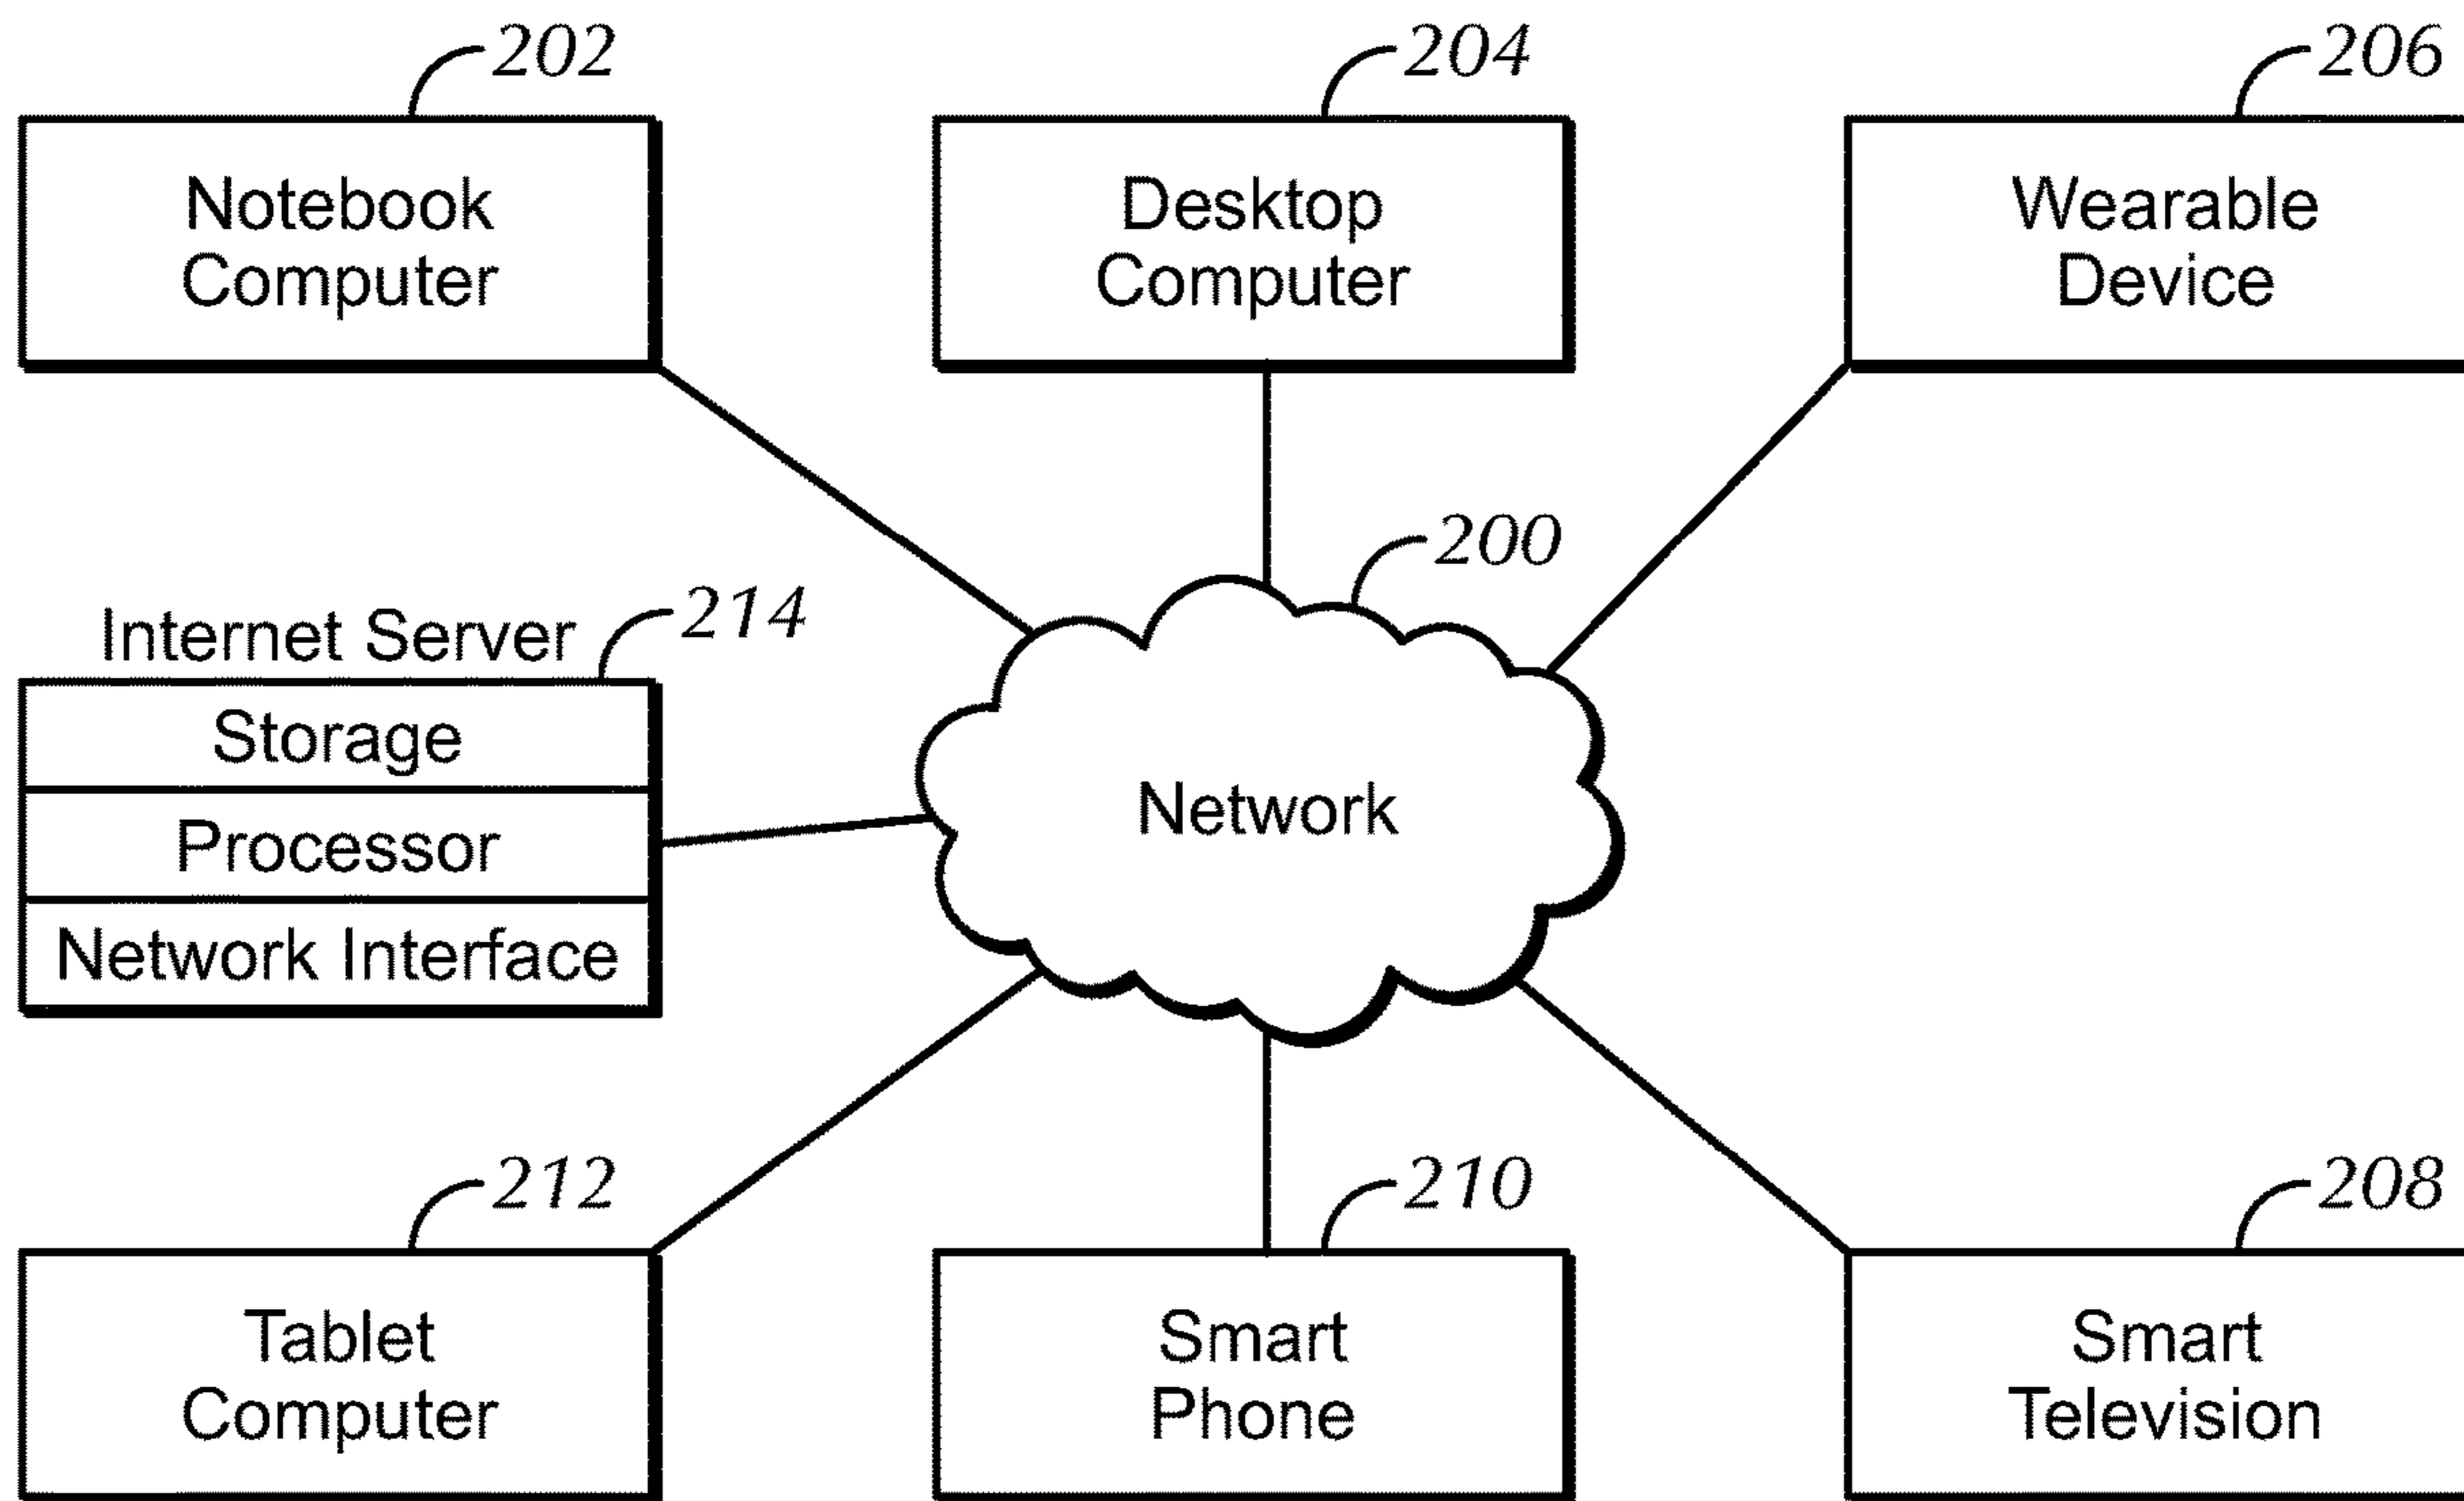 202
204
206
Notebook
Computer
Desktop
Computer
Wearable
Device
200
Internet Server
214
Storage
Processor
Network Interface
Network
212
210
208
Tablet
Computer
Smart
Phone
Smart
Television